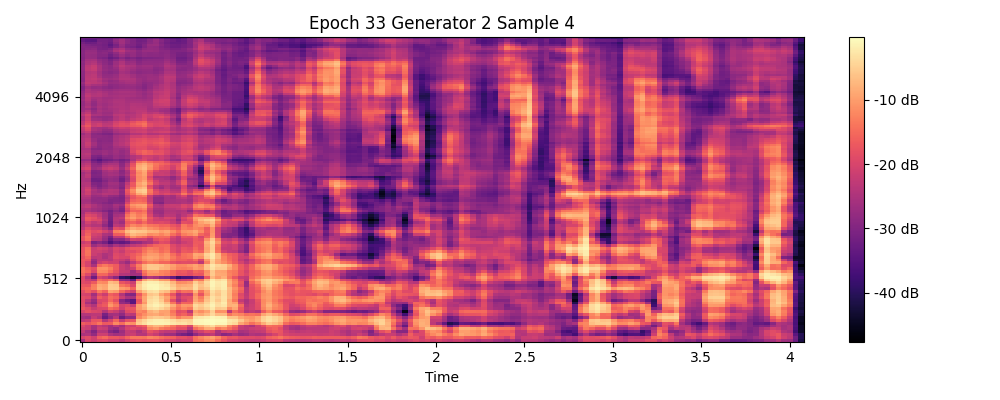 Epoch 33 Generator 2 Sample 4
Hz
4096
2048
1024
512
0
0 0.5 1 1.5 2 2.5 3 3.5 4
Time
-10 dB
-20 dB
-30 dB
-40 dB